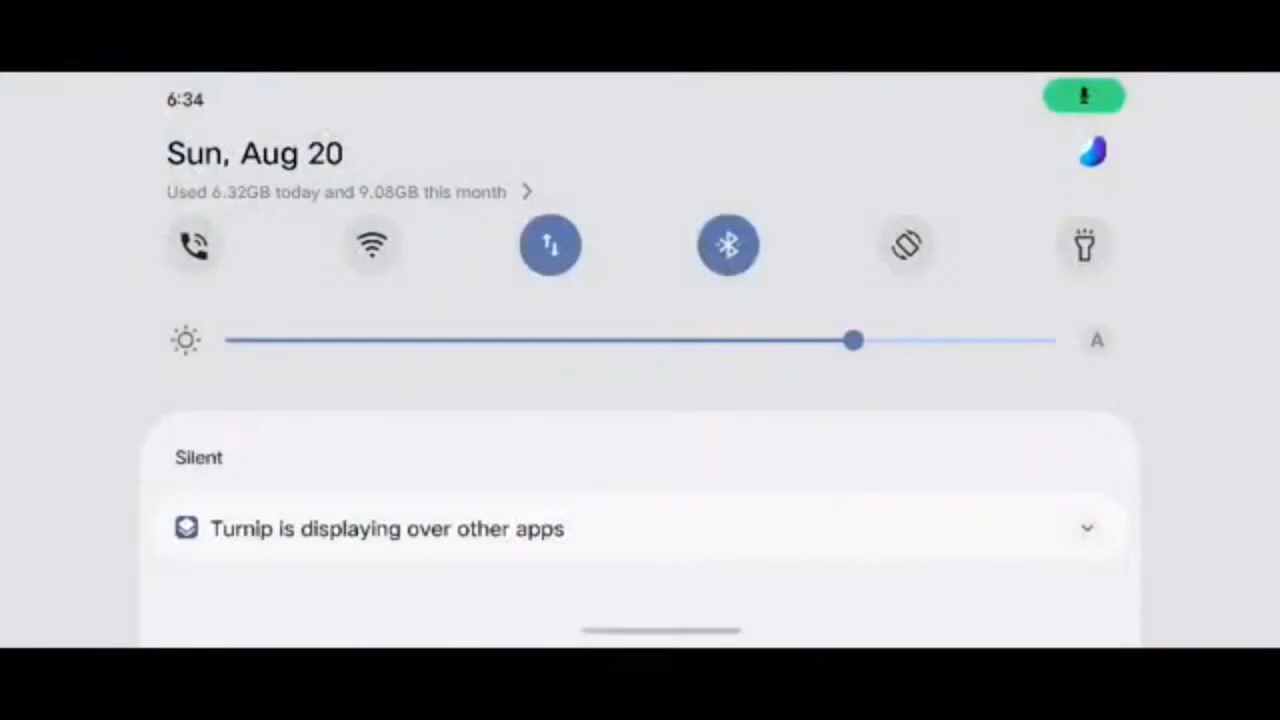 6:34
Sun, Aug 20
Used 6.32GB today and 9.08GB this month
A
Silent
Turnip is displaying over other apps